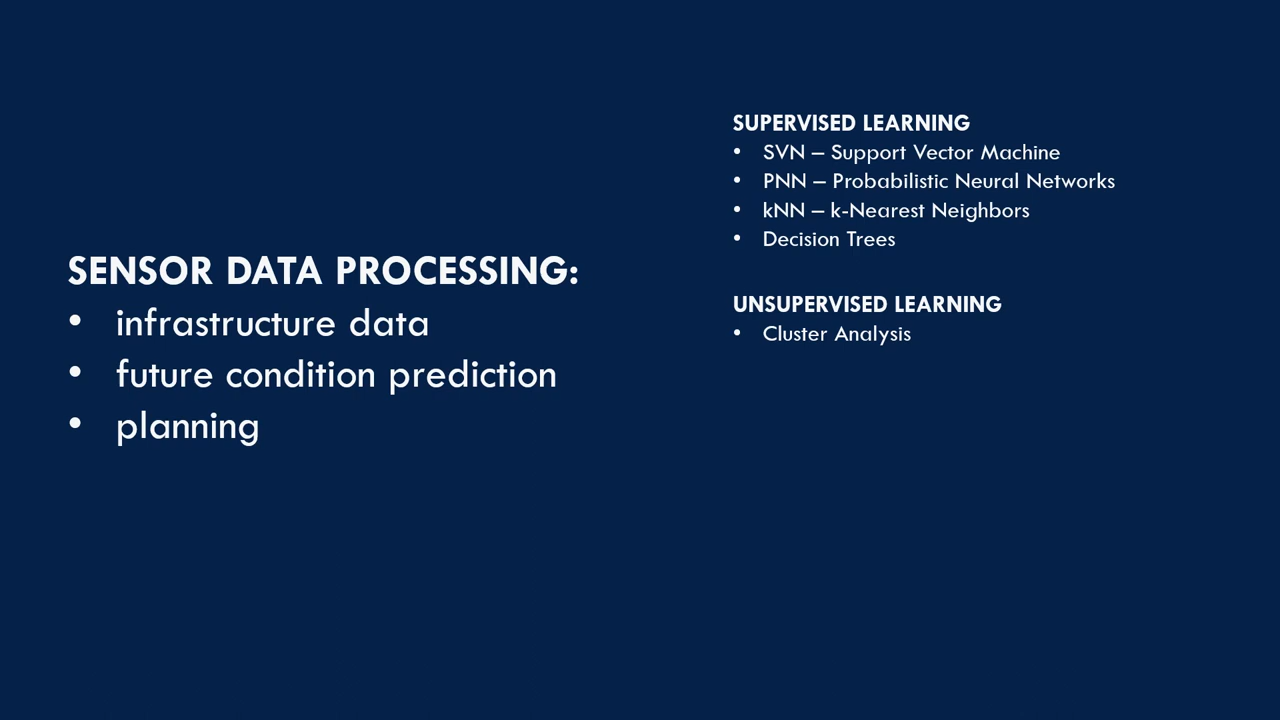 SENSOR DATA PROCESSING:
• infrastructure data
• future condition prediction
• planning
SUPERVISED LEARNING
• SVN – Support Vector Machine
• PNN – Probabilistic Neural Networks
• kNN – k-Nearest Neighbors
• Decision Trees
UNSUPERVISED LEARNING
• Cluster Analysis